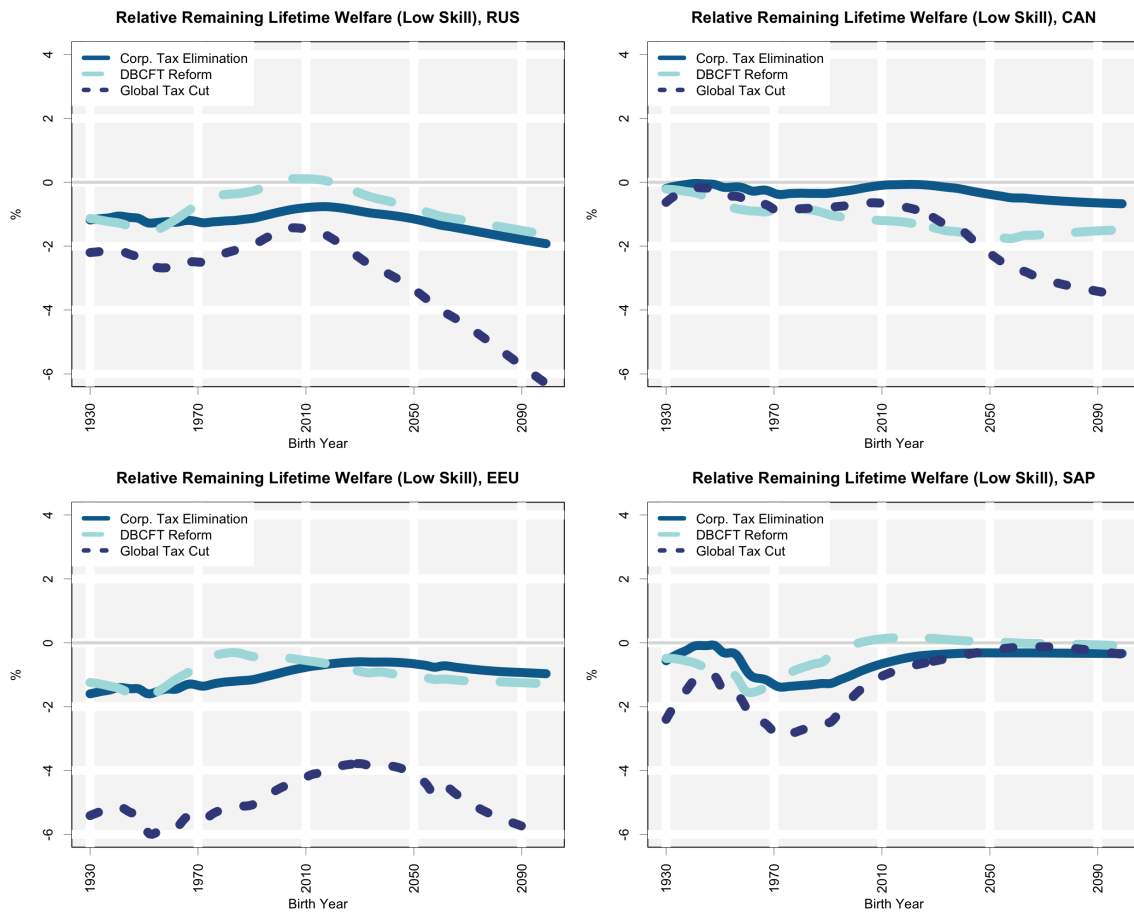 Relative Remaining Lifetime Welfare (Low Skill), RUS
4
2
0
-2
-4
-6
%
Corp. Tax Elimination
DBCFT Reform
Global Tax Cut
1930
1970
2010
2050
2090
Birth Year
Relative Remaining Lifetime Welfare (Low Skill), CAN
4
2
0
-2
-4
-6
%
Corp. Tax Elimination
DBCFT Reform
Global Tax Cut
1930
1970
2010
2050
2090
Birth Year
Relative Remaining Lifetime Welfare (Low Skill), EEU
4
2
0
-2
-4
-6
%
Corp. Tax Elimination
DBCFT Reform
Global Tax Cut
1930
1970
2010
2050
2090
Birth Year
Relative Remaining Lifetime Welfare (Low Skill), SAP
4
2
0
-2
-4
-6
%
Corp. Tax Elimination
DBCFT Reform
Global Tax Cut
1930
1970
2010
2050
2090
Birth Year